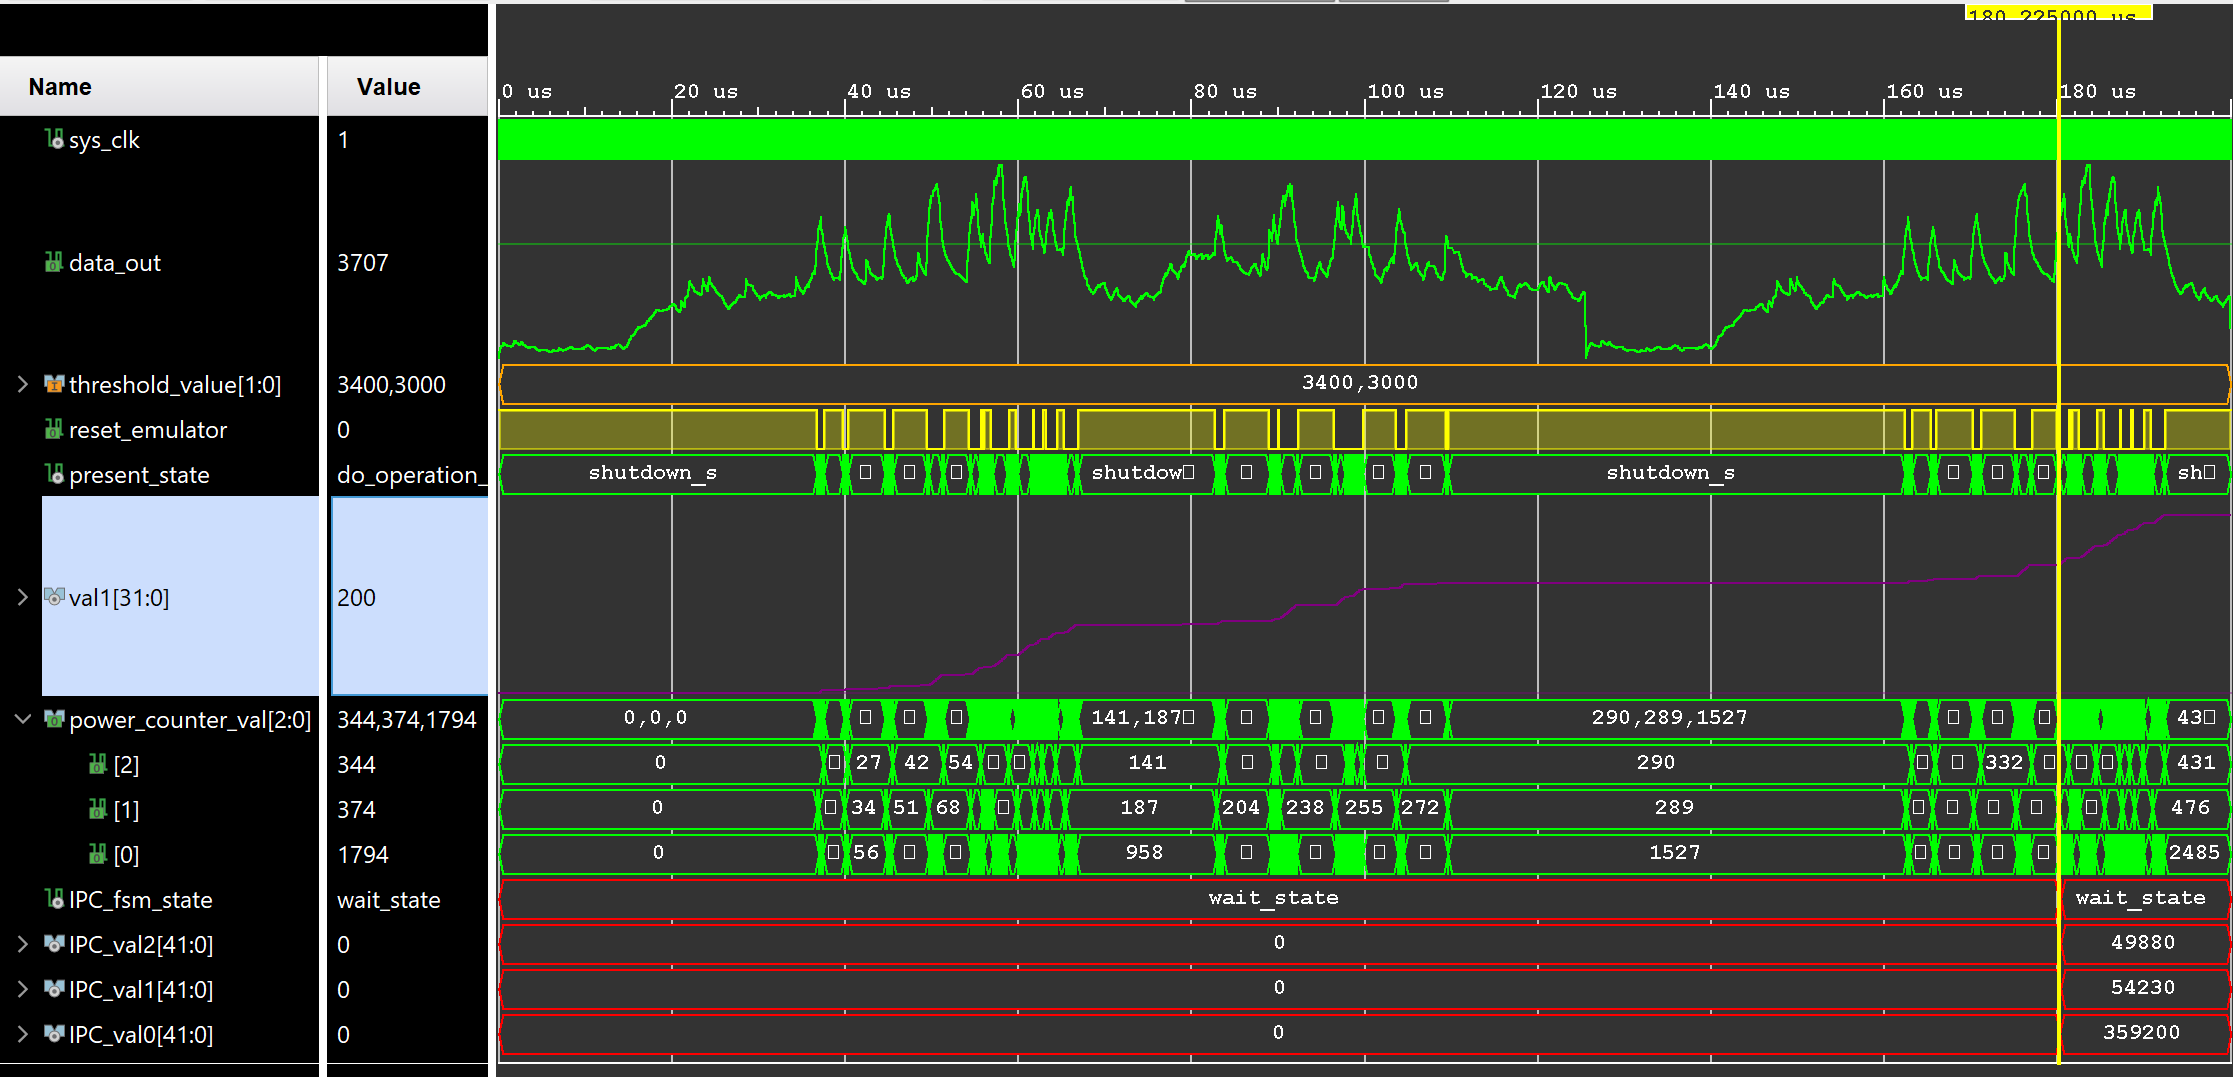 180.225000 us
Name Value
0 us 20 us 40 us 60 us 80 us 100 us 120 us 140 us 160 us 180 us
sys_clk 1
data_out 3707
threshold_value[1:0] 3400,3000 3400,3000
reset_emulator 0
present_state do_operation_ shutdown_s shutdow shutdown_s sh
val1[31:0] 200
power_counter_val[2:0] 344,374,1794 0,0,0 141,187 290,289,1527 43
[2] 344 0 27 42 54 141 290 332 431
[1] 374 0 34 51 68 187 204 238 255 272 289 476
[0] 1794 0 56 958 1527 2485
IPC_fsm_state wait_state wait_state wait_state
IPC_val2[41:0] 0 0 49880
IPC_val1[41:0] 0 0 54230
IPC_val0[41:0] 0 0 359200